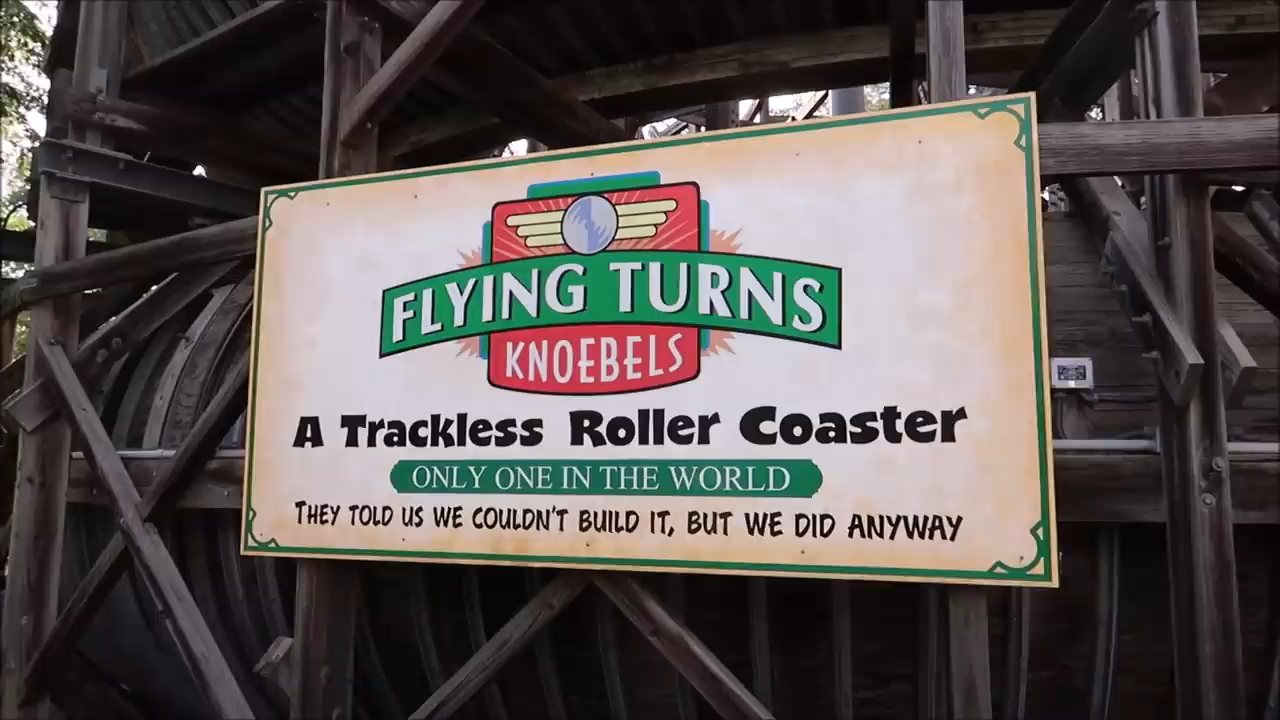 FLYING TURNS
KNOEBELS
A Trackless Roller Coaster
ONLY ONE IN THE WORLD
THEY TOLD US WE COULDN'T BUILD IT, BUT WE DID ANYWAY